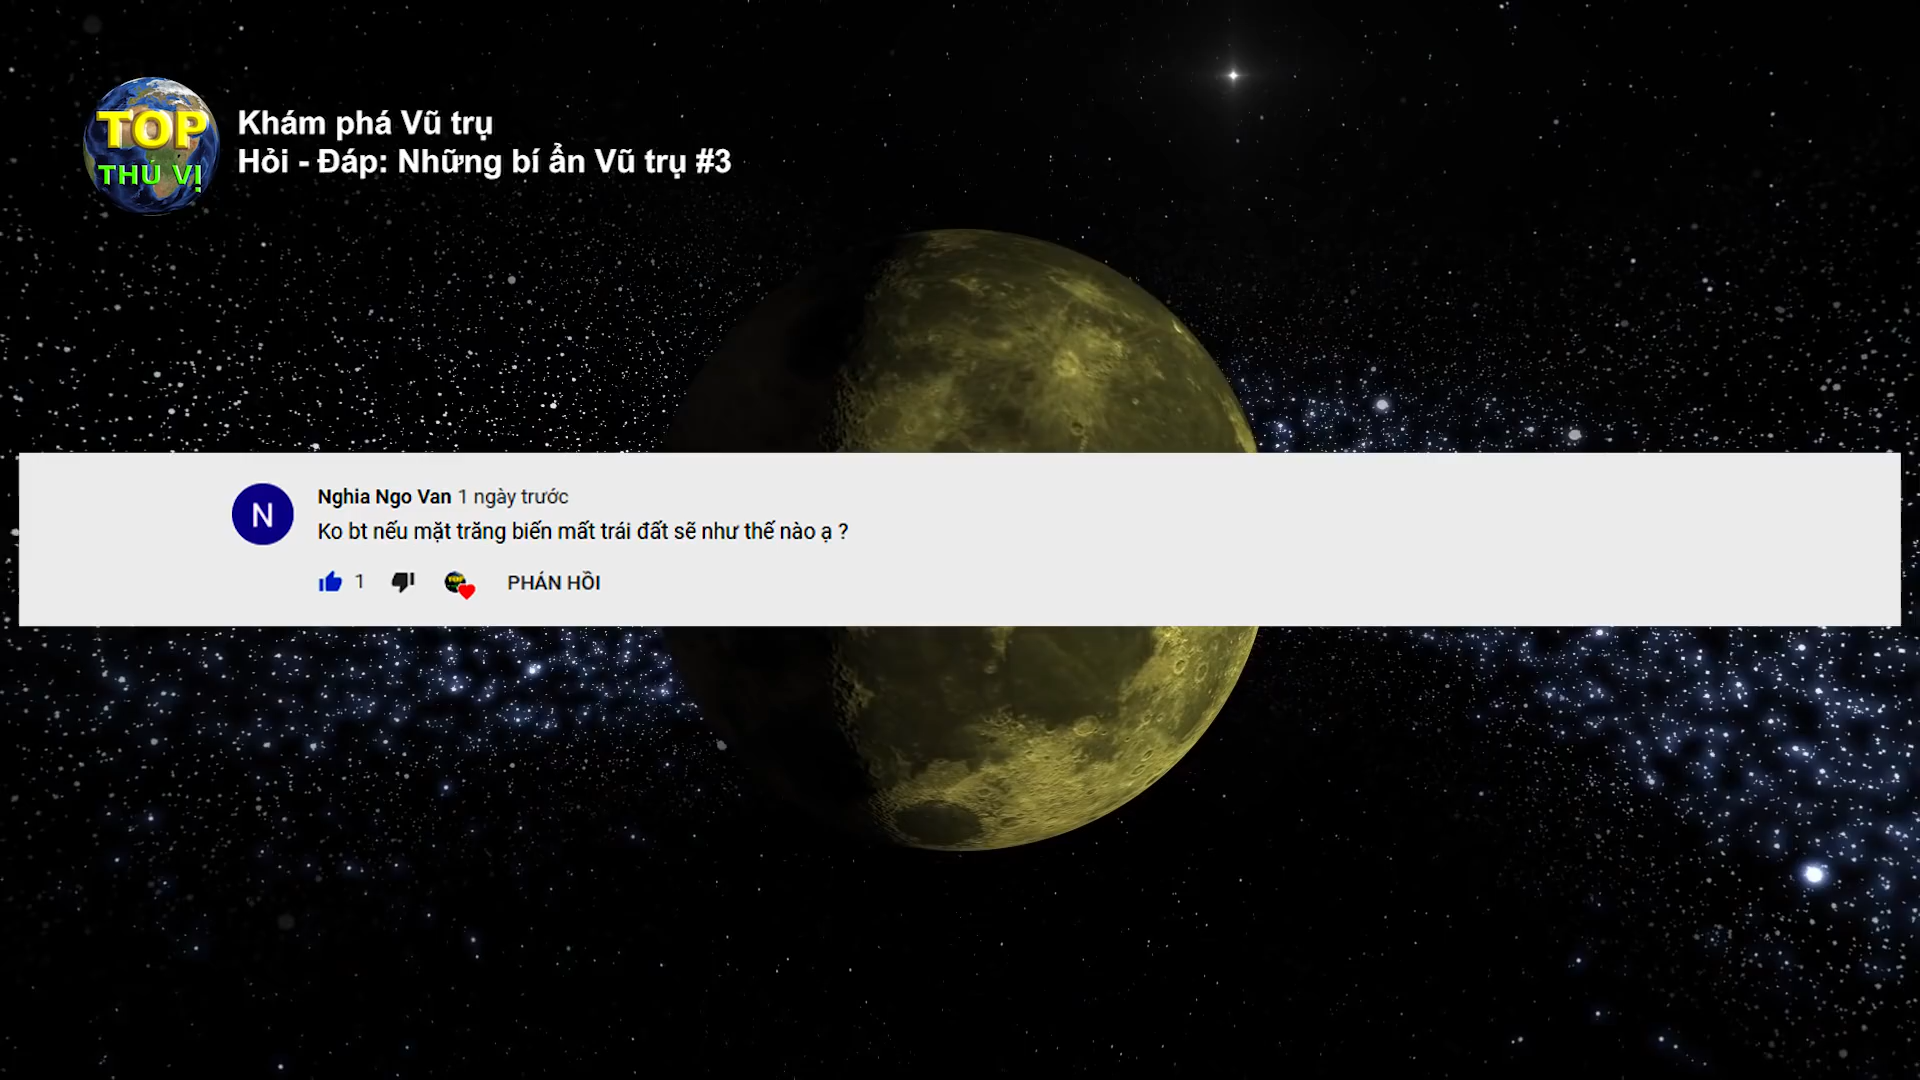 TOP
THÚ VỊ
Khám phá Vũ trụ
Hỏi - Đáp: Những bí ẩn Vũ trụ #3
N
Nghia Ngo Van 1 ngày trước
Ko bt nếu mặt trăng biến mất trái đất sẽ như thế nào ạ ?
1
PHẢN HỒI